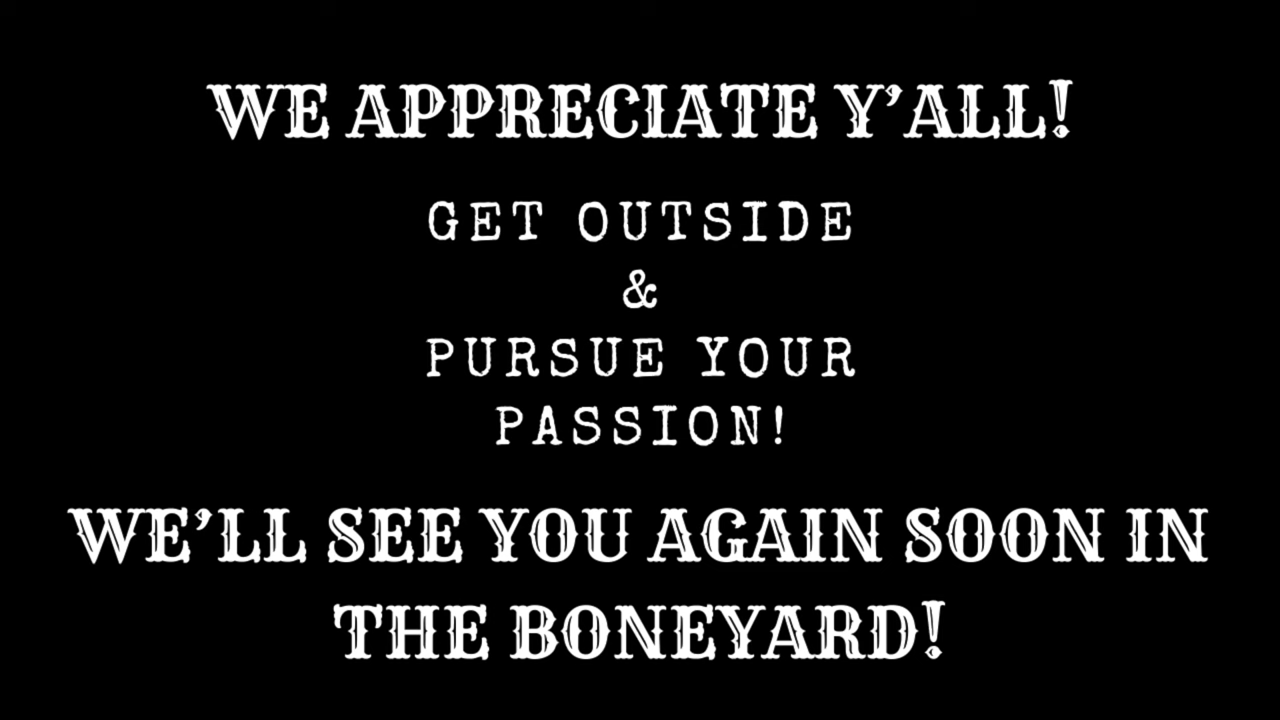 WE APPRECIATE Y’ALL!
GET OUTSIDE
&
PURSUE YOUR
PASSION!
WE’LL SEE YOU AGAIN SOON IN
THE BONEYARD!